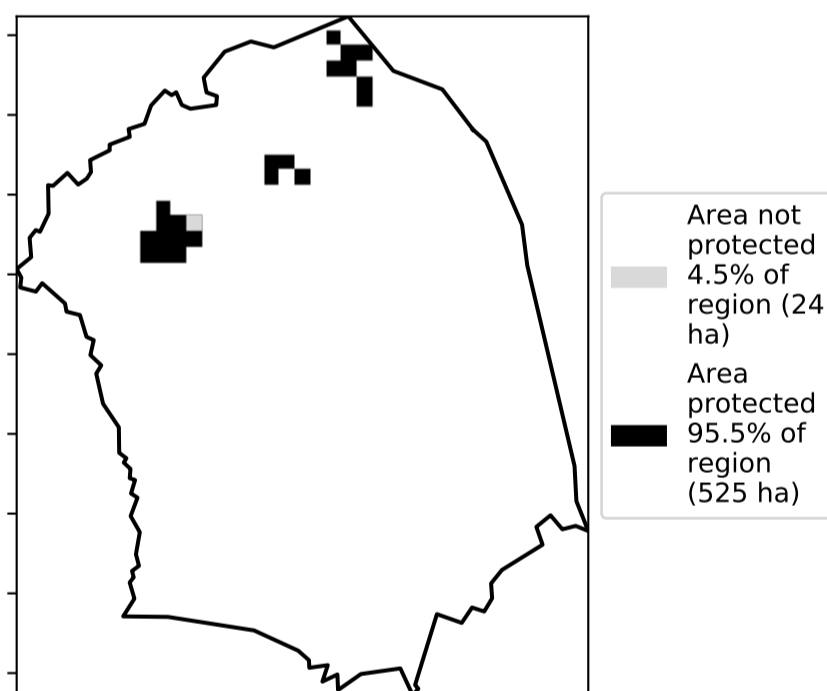 Area not
protected
4.5% of
region (24
ha)
Area
protected
95.5% of
region
(525 ha)